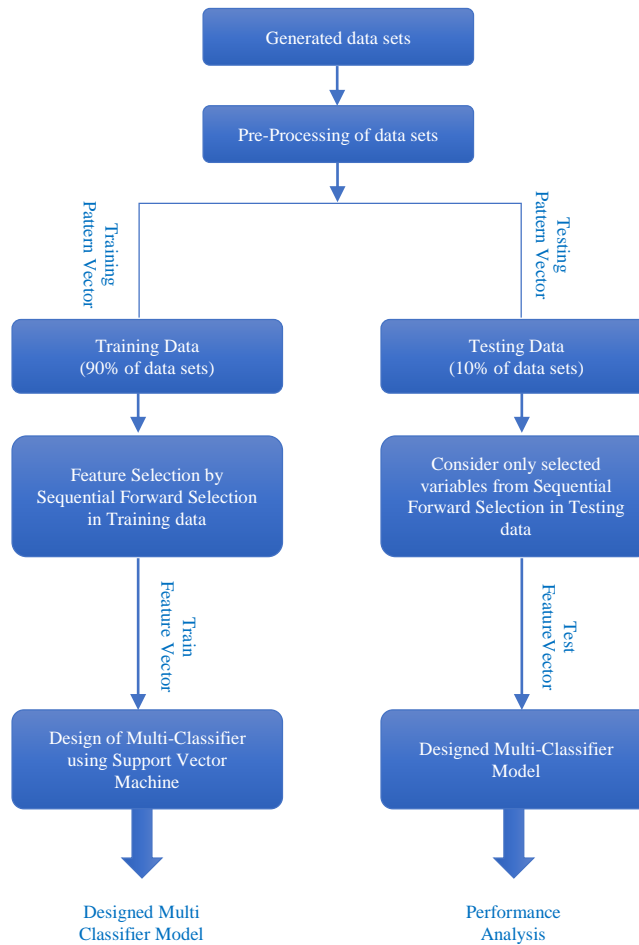 Generated data sets
Pre-Processing of data sets
Training
Pattern Vector
Testing
Pattern Vector
Training Data
(90% of data sets)
Testing Data
(10% of data sets)
Feature Selection by
Sequential Forward Selection
in Training data
Consider only selected
variables from Sequential
Forward Selection in Testing
data
Train
Feature Vector
Test
FeatureVector
Design of Multi-Classifier
using Support Vector
Machine
Designed Multi-Classifier
Model
Designed Multi
Classifier Model
Performance
Analysis